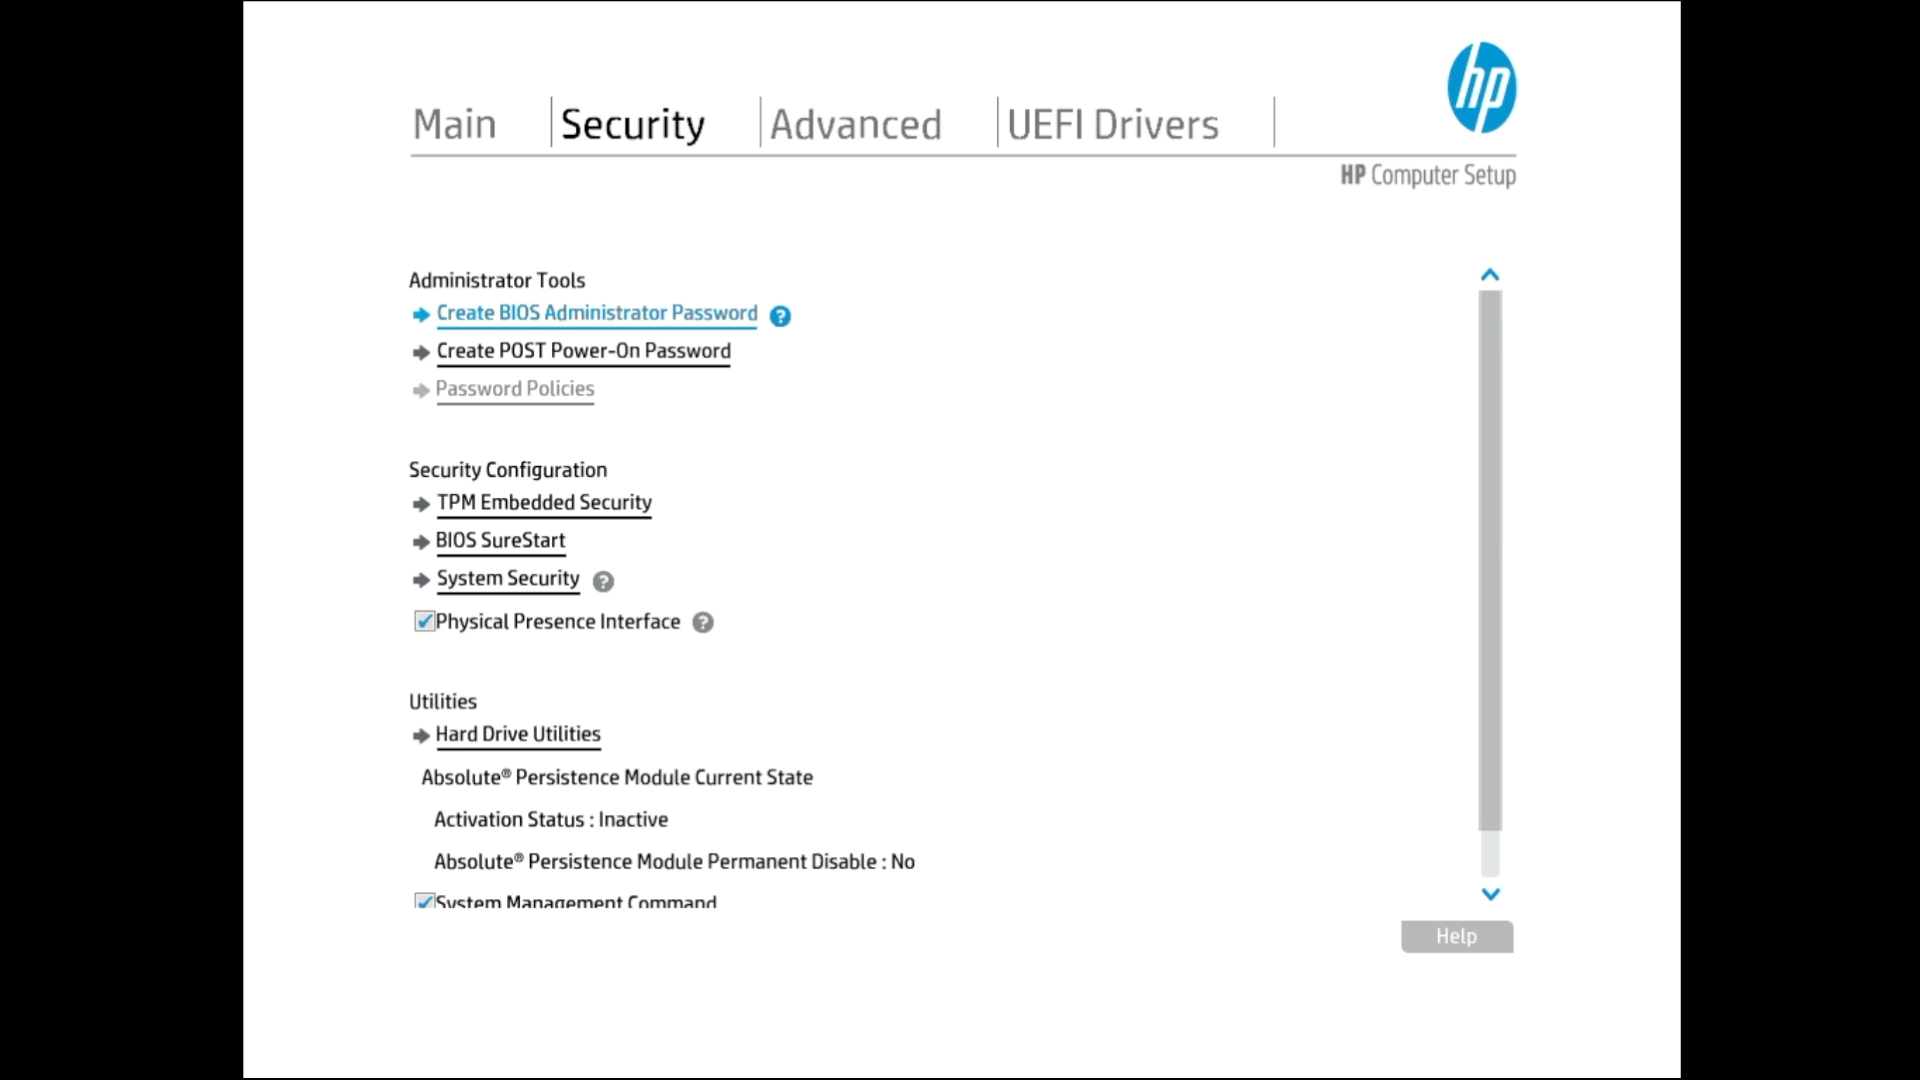 hp
Main Security Advanced UEFI Drivers
HP Computer Setup
Administrator Tools
Create BIOS Administrator Password ?
Create POST Power-On Password
Password Policies
Security Configuration
TPM Embedded Security
BIOS SureStart
System Security ?
Physical Presence Interface ?
Utilities
Hard Drive Utilities
Absolute® Persistence Module Current State
Activation Status : Inactive
Absolute® Persistence Module Permanent Disable : No
System Management Command
Help